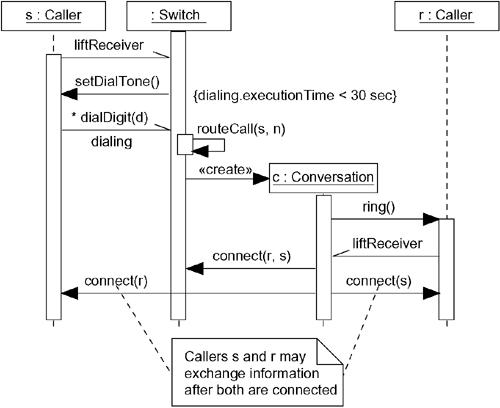 s : Caller
: Switch
r : Caller
liftReceiver
setDialTone()
{dialing.executionTime < 30 sec}
* dialDigit(d)
dialing
routeCall(s, n)
«create»
c : Conversation
ring()
liftReceiver
connect(r, s)
connect(r)
connect(s)
Callers s and r may
exchange information
after both are connected